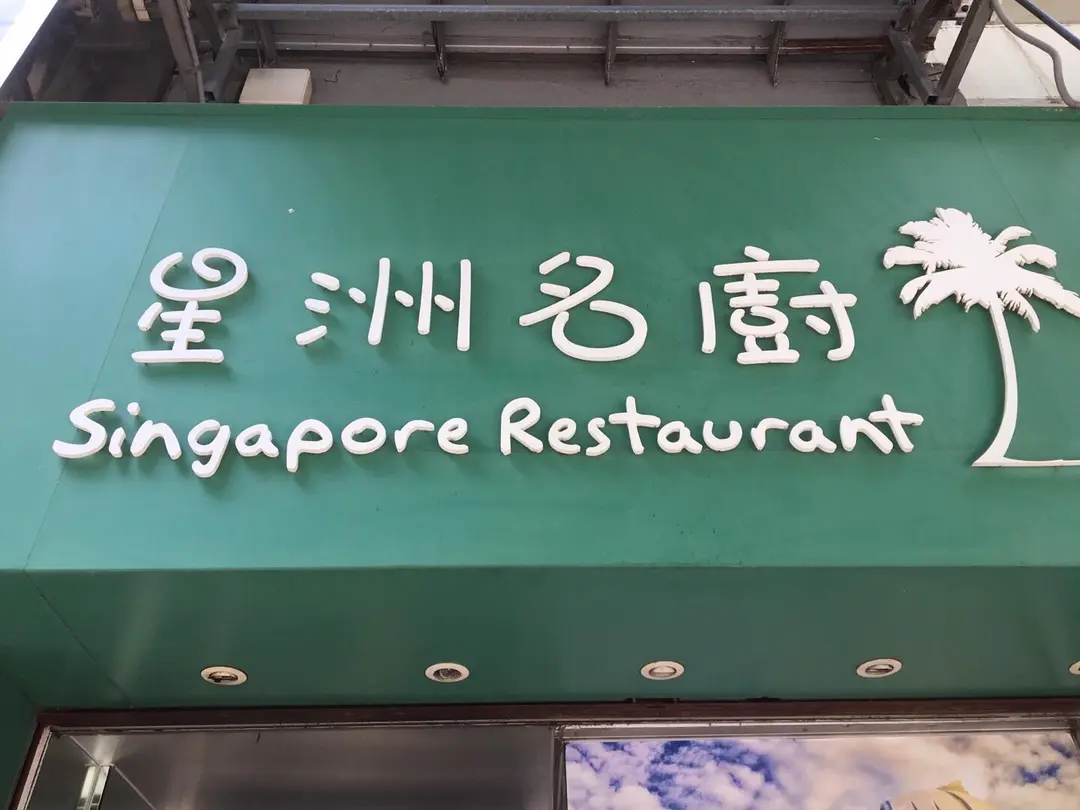 星洲名廚
Singapore Restaurant